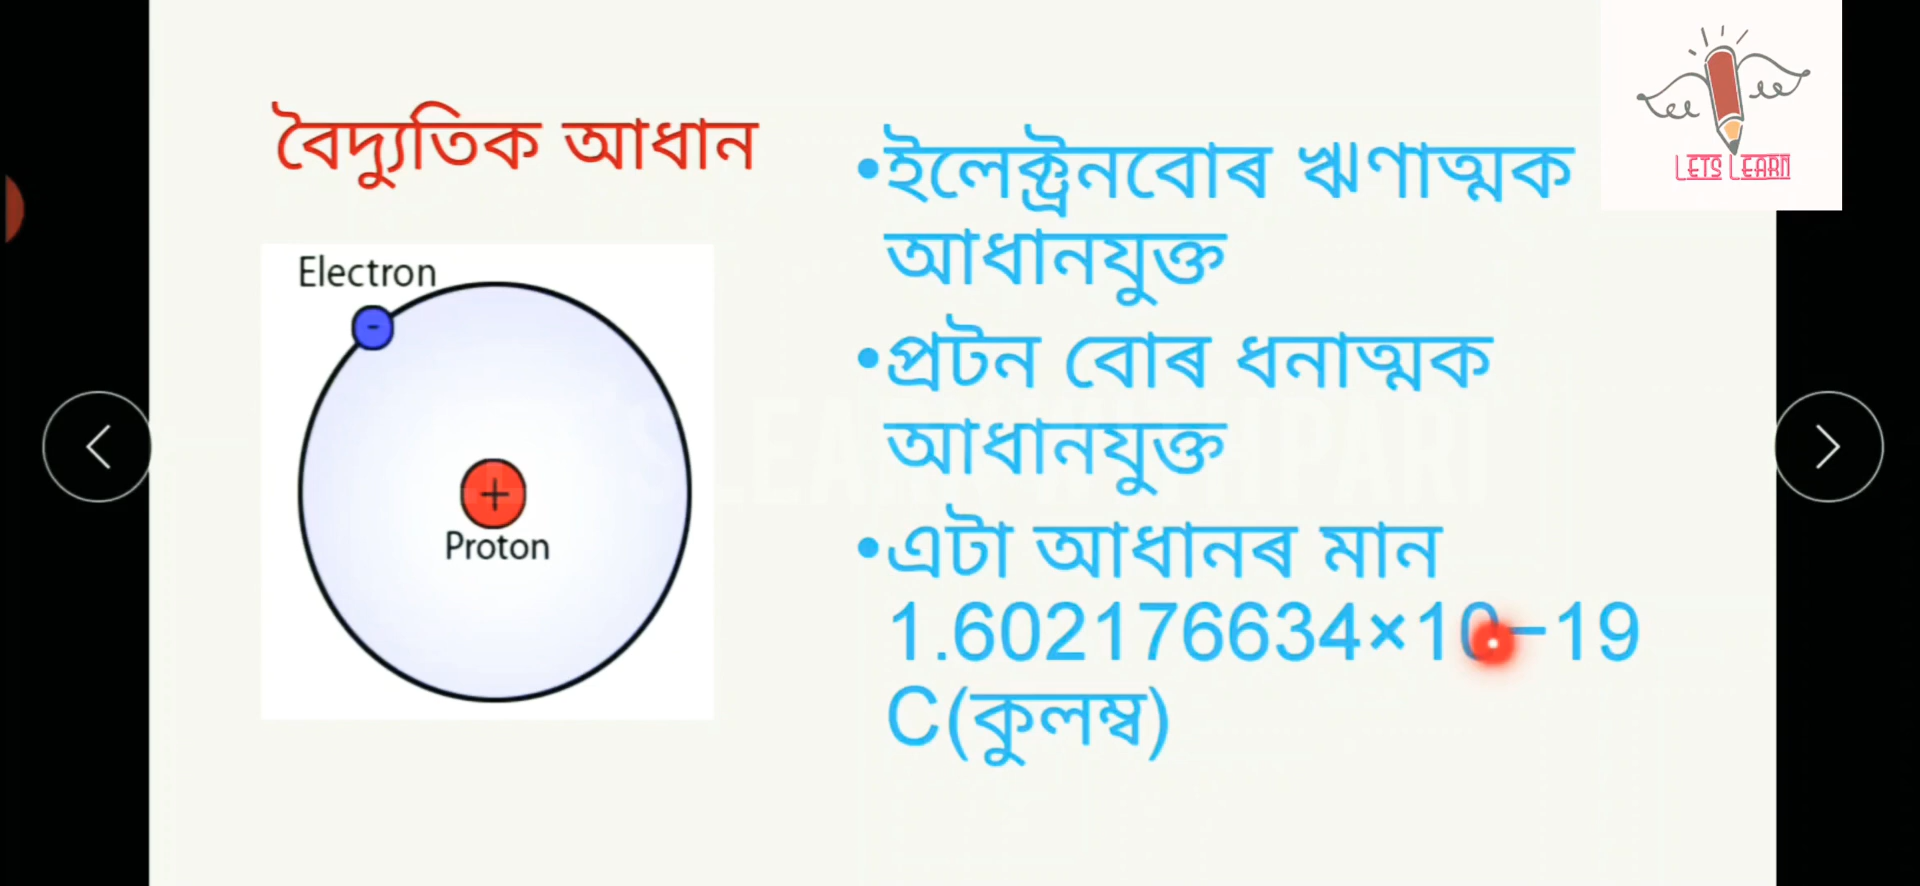 বৈদ্যুতিক আধান
Electron
-
+
Proton
•ইলেক্ট্ৰনবোৰ ঋণাত্মক
আধানযুক্ত
•প্ৰটন বোৰ ধনাত্মক
আধানযুক্ত
•এটা আধানৰ মান
1.602176634×10−19
C(কুলম্ব)
LETS LEARN